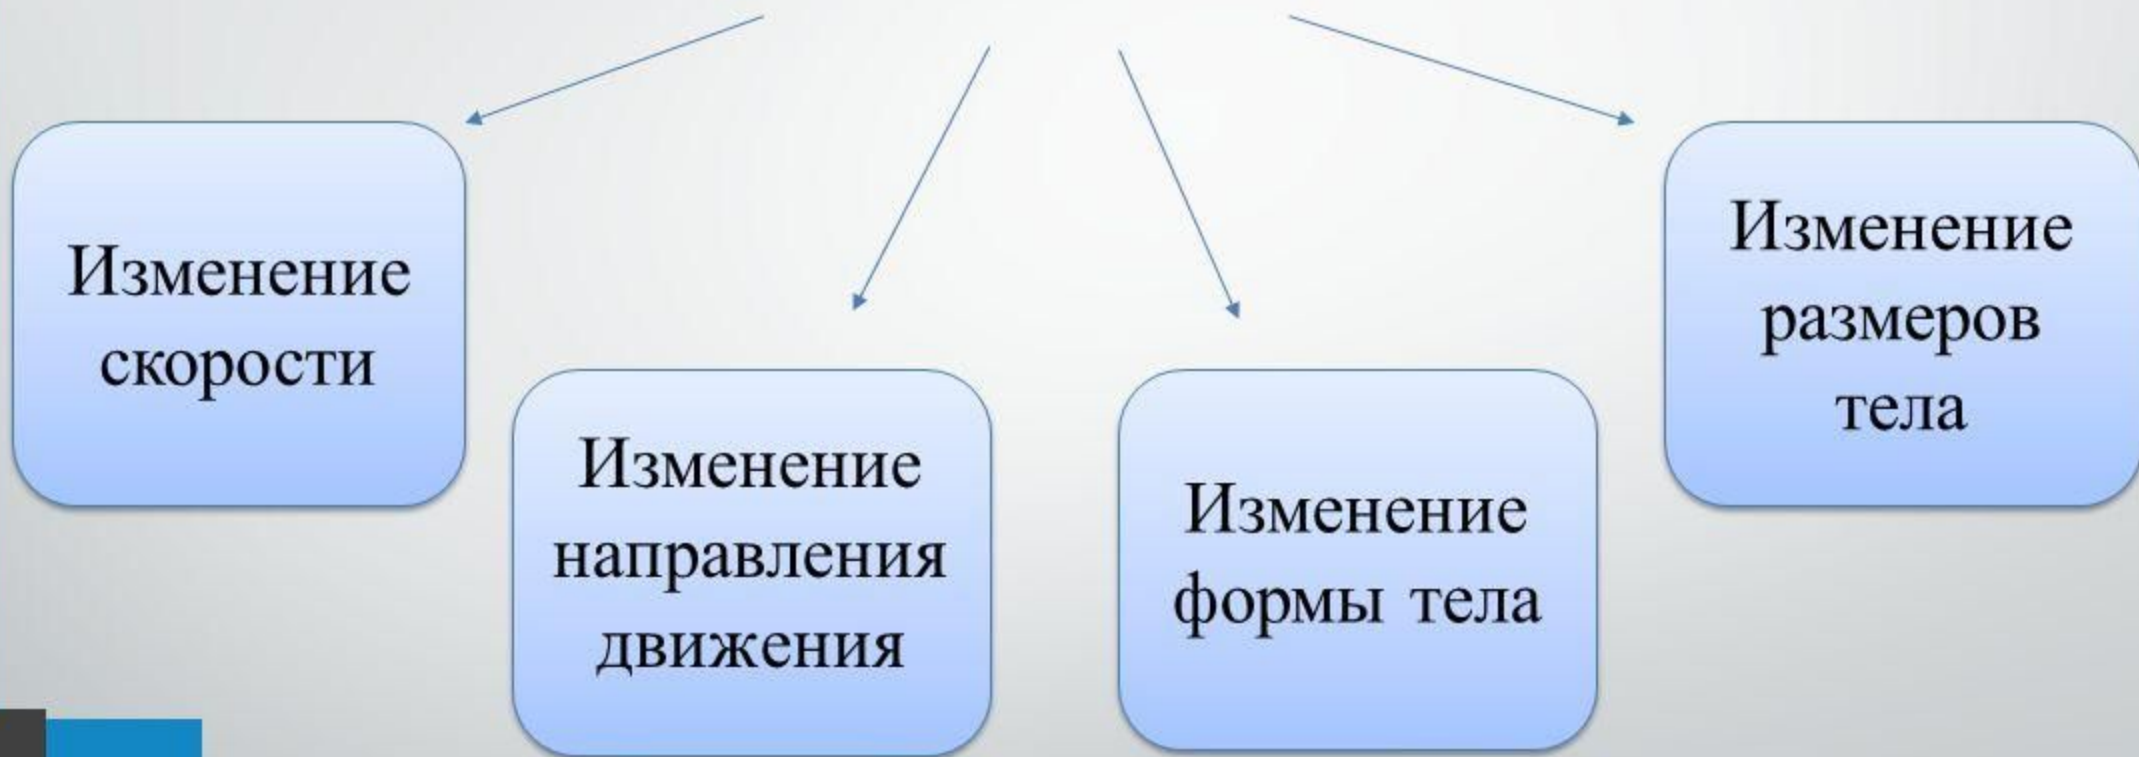 Изменение
скорости
Изменение
направления
движения
Изменение
формы тела
Изменение
размеров
тела